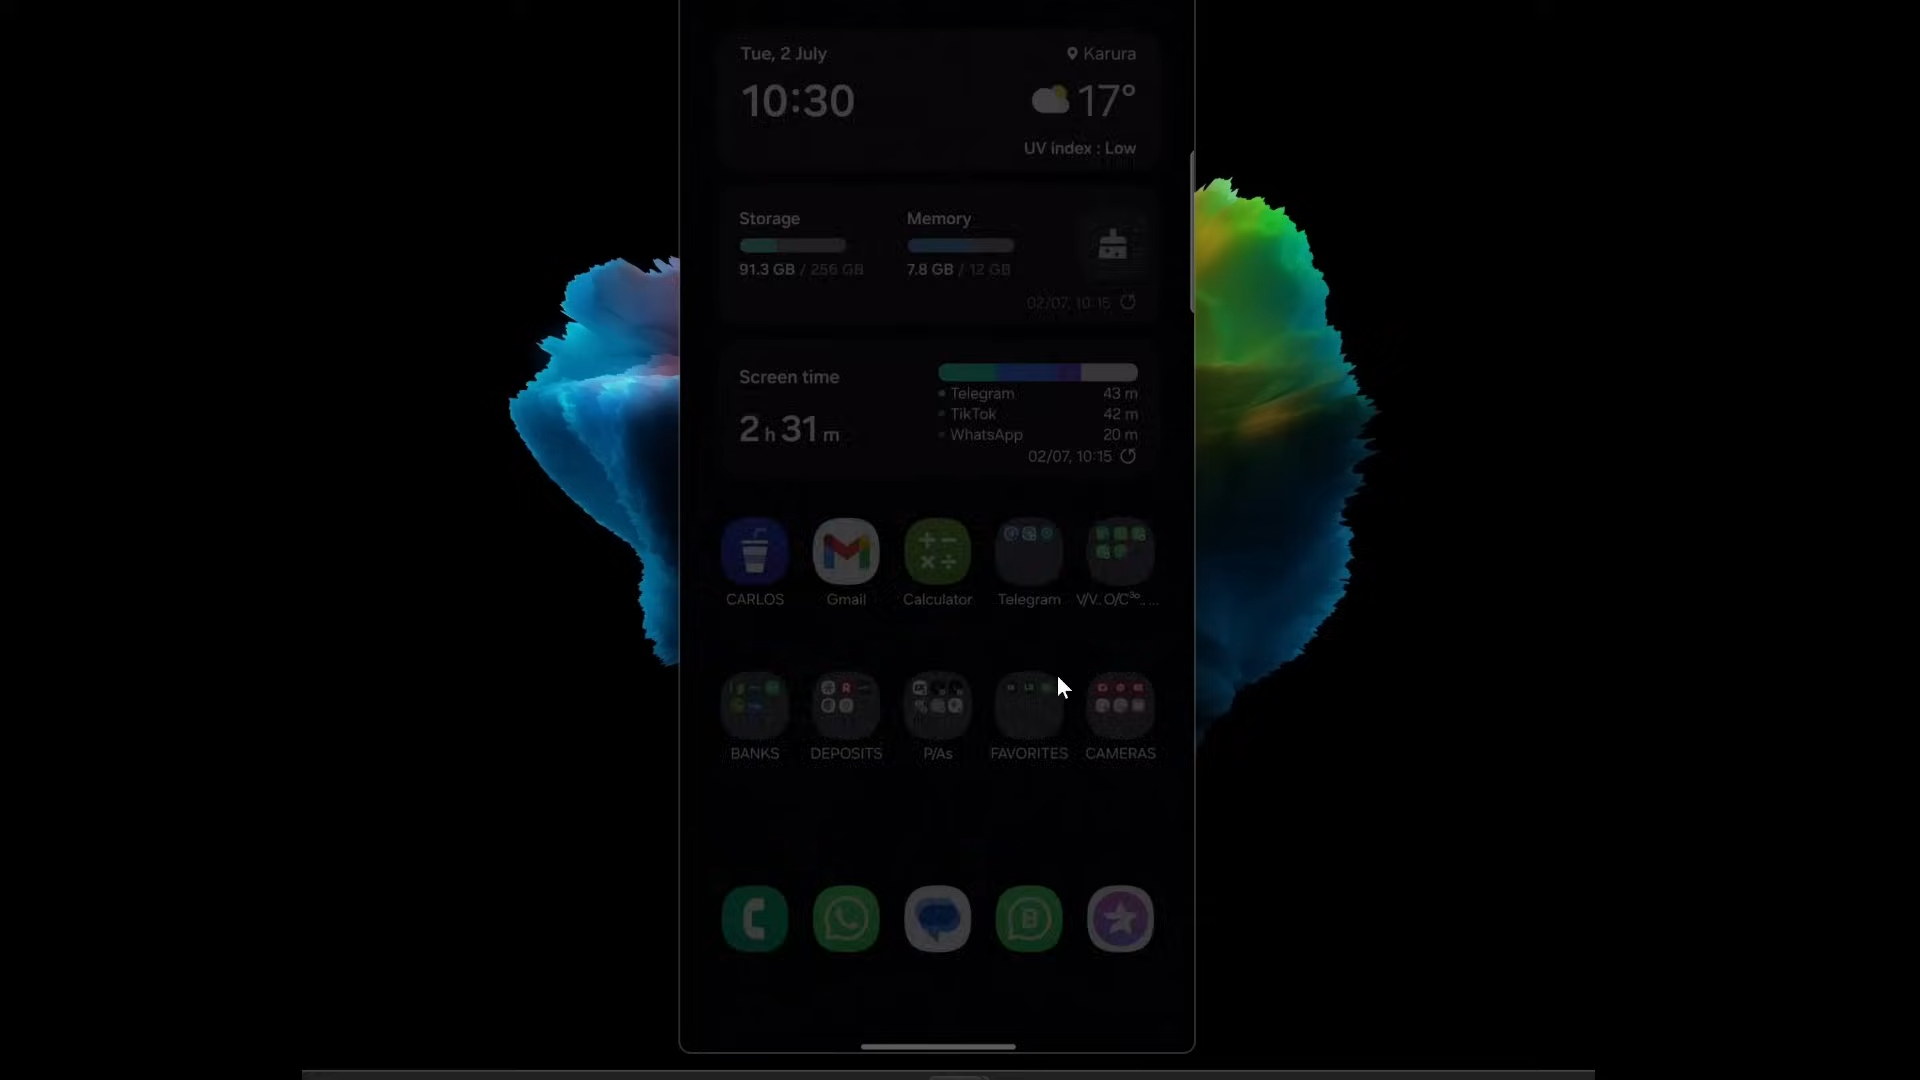 Tue, 2 July
Karura
10:30
17°
UV index : Low
Storage
Memory
91.3 GB / 256 GB
7.8 GB / 12 GB
02/07, 10:15
Screen time
2 h 31 m
Telegram 43 m
TikTok 42 m
WhatsApp 20 m
02/07, 10:15
CARLOS
Gmail
Calculator
Telegram
BANKS
DEPOSITS
P/As
FAVORITES
CAMERAS